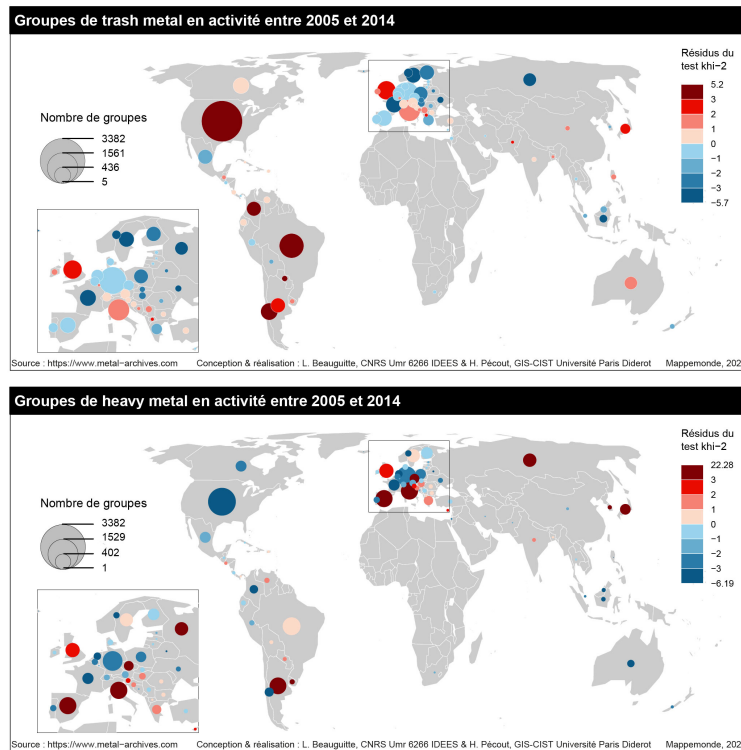 Groupes de trash metal en activité entre 2005 et 2014
Résidus du
test khi−2
5.2
3
2
1
0
−1
−2
−3
−5.7
Nombre de groupes
3382
1561
436
5
Source : https://www.metal−archives.com Conception & réalisation : L. Beauguitte, CNRS Umr 6266 IDEES & H. Pécout, GIS-CIST Université Paris Diderot Mappemonde, 202
Groupes de heavy metal en activité entre 2005 et 2014
Résidus du
test khi−2
22.28
3
2
1
0
−1
−2
−3
−6.19
Nombre de groupes
3382
1529
402
1
Source : https://www.metal−archives.com Conception & réalisation : L. Beauguitte, CNRS Umr 6266 IDEES & H. Pécout, GIS-CIST Université Paris Diderot Mappemonde, 202